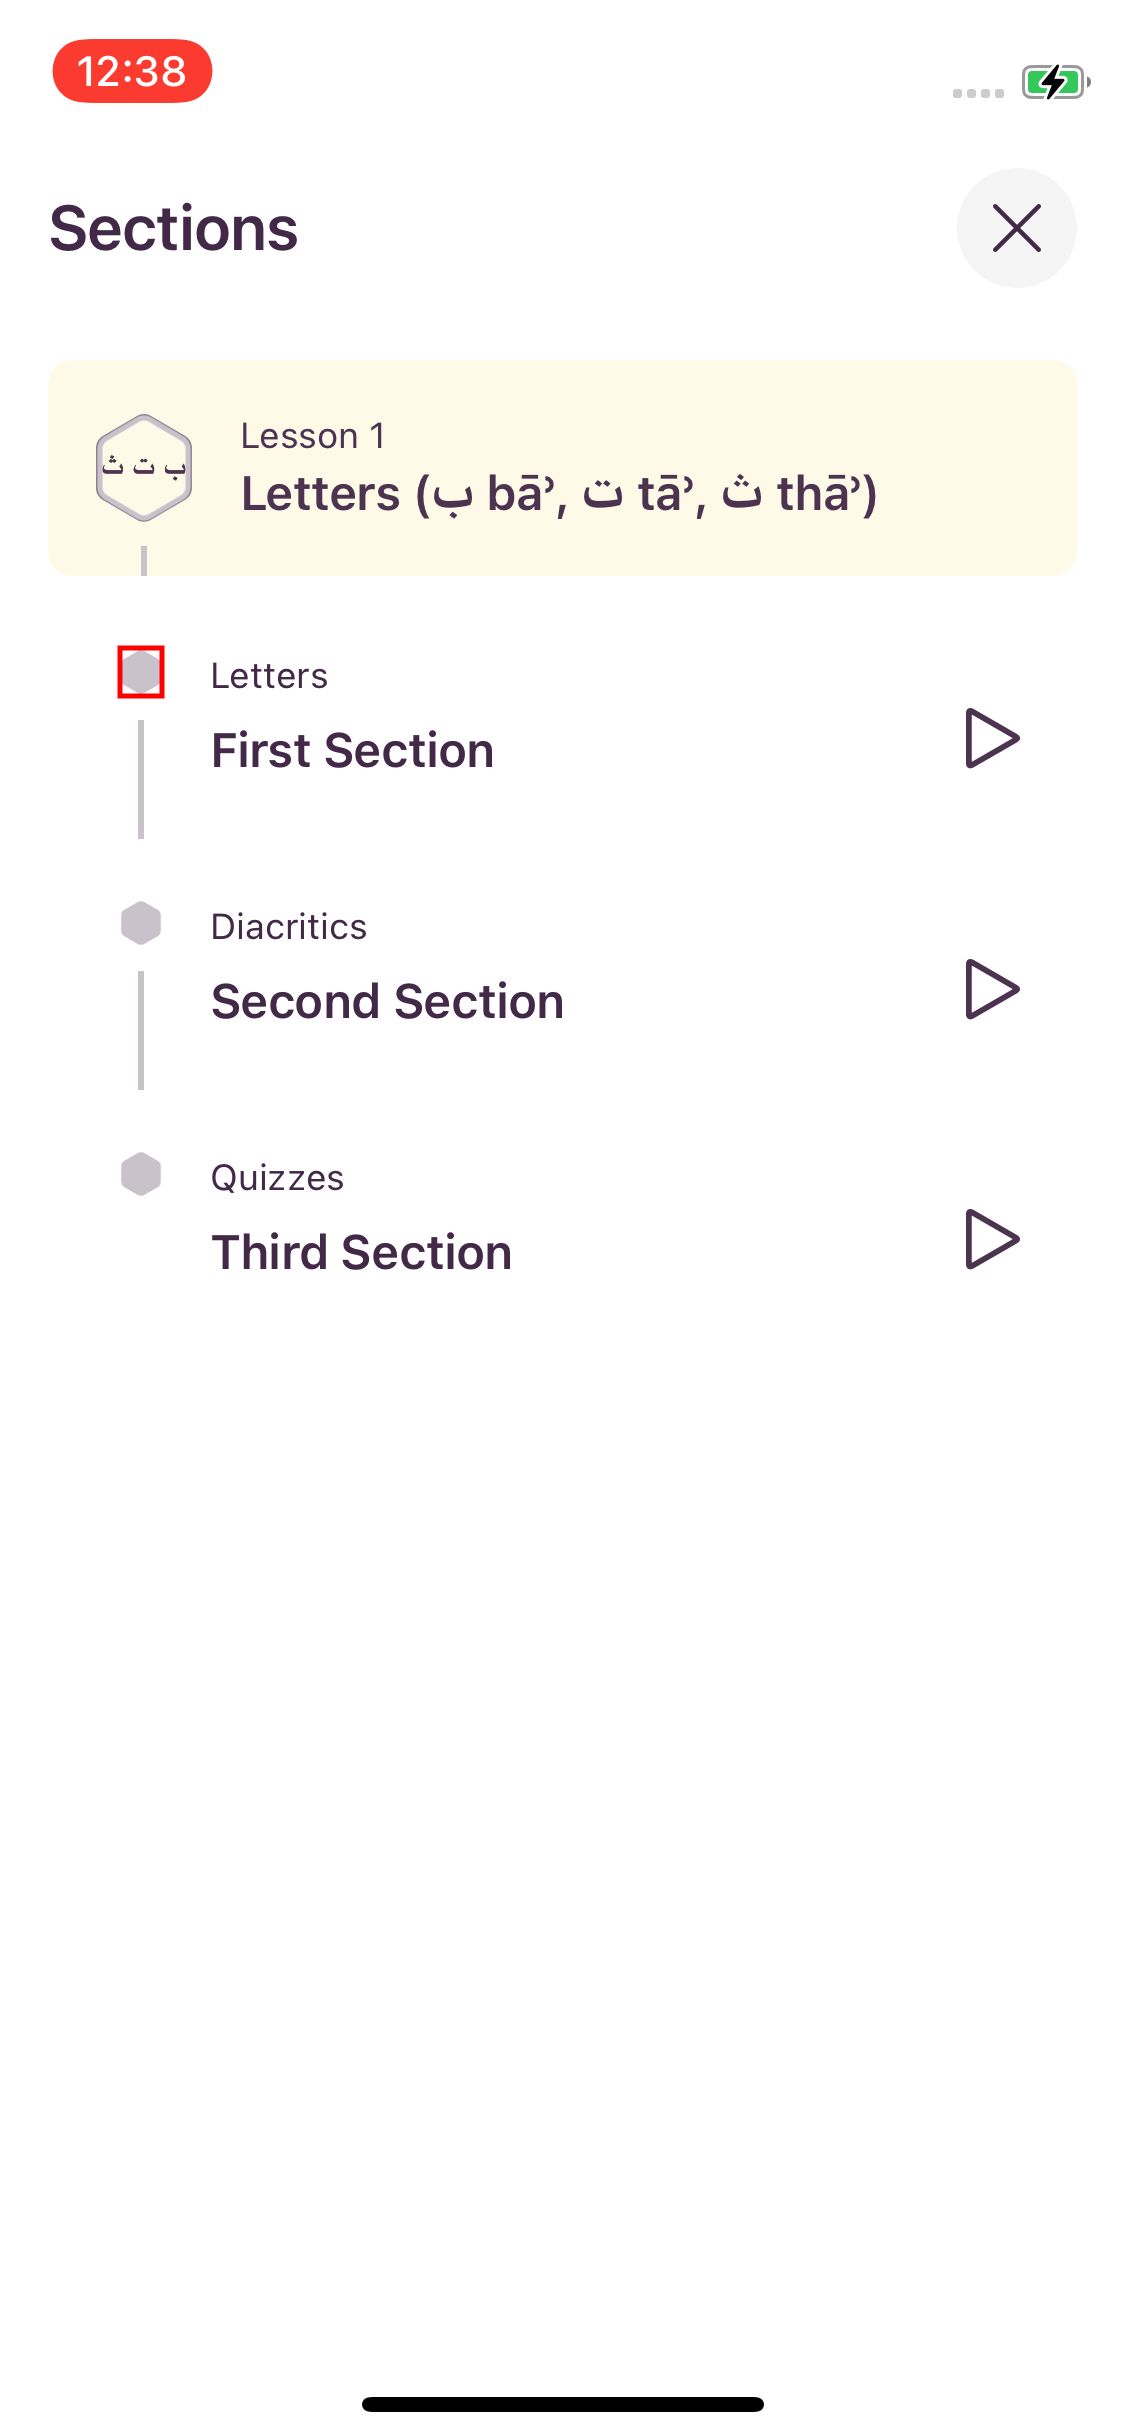 12:38
Sections
ب ت ث
Lesson 1
Letters (ب bāʾ, ت tāʾ, ث thāʾ)
Letters
First Section
Diacritics
Second Section
Quizzes
Third Section